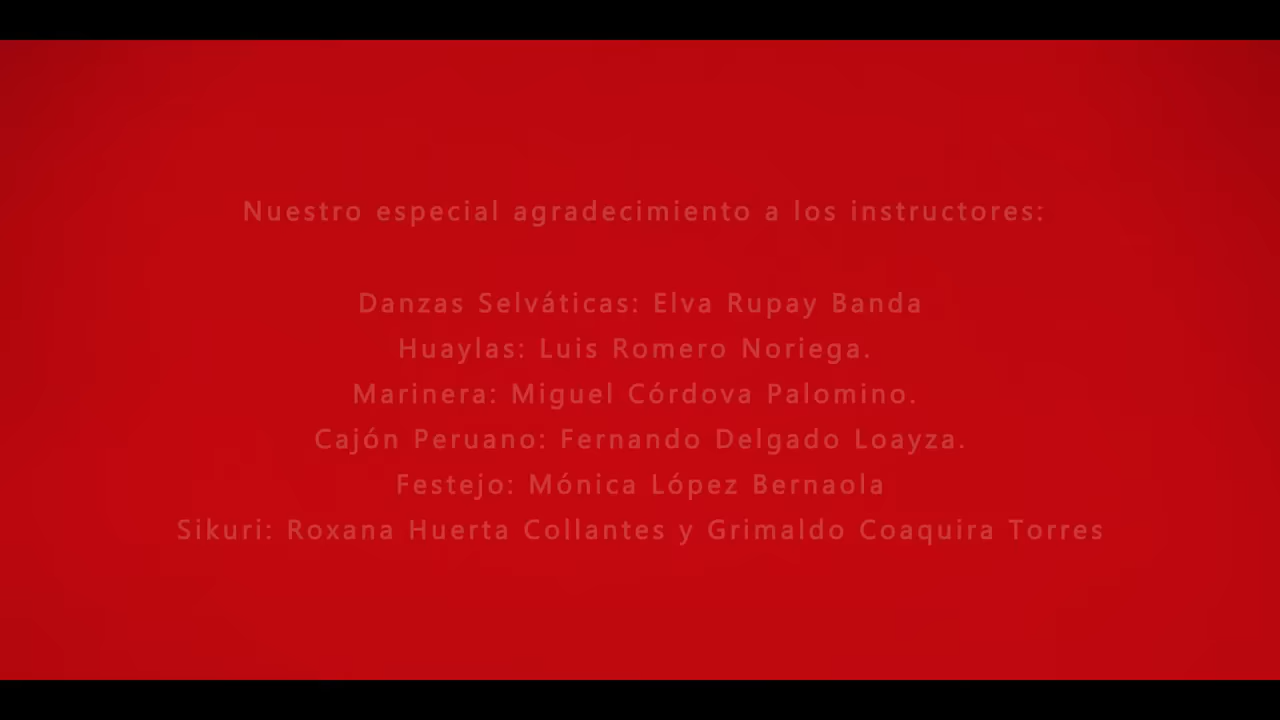 Nuestro especial agradecimiento a los instructores:
Danzas Selváticas: Elva Rupay Banda
Huaylas: Luis Romero Noriega.
Marinera: Miguel Córdova Palomino.
Cajón Peruano: Fernando Delgado Loayza.
Festejo: Mónica López Bernaola
Sikuri: Roxana Huerta Collantes y Grimaldo Coaquira Torres